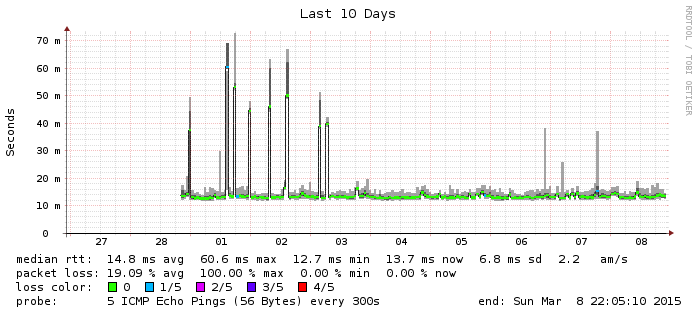 Last 10 Days
RRDTOOL / TOBI OETIKER
Seconds
70 m
60 m
50 m
40 m
30 m
20 m
10 m
0
27 28 01 02 03 04 05 06 07 08
median rtt: 14.8 ms avg 60.6 ms max 12.7 ms min 13.7 ms now 6.8 ms sd 2.2 am/s
packet loss: 19.09 % avg 100.00 % max 0.00 % min 0.00 % now
loss color: 0 1/5 2/5 3/5 4/5
probe: 5 ICMP Echo Pings (56 Bytes) every 300s end: Sun Mar 8 22:05:10 2015